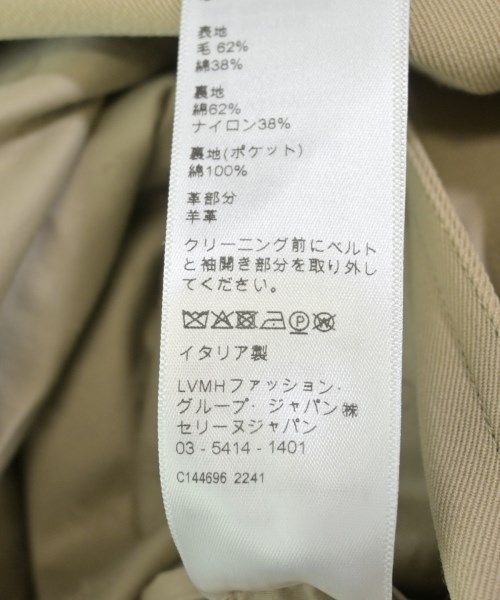 表地
毛 62%
綿38%
裏地
綿62%
ナイロン38%
裏地(ポケット)
綿100%
革部分
羊革
クリーニング前にベルト
と袖開き部分を取り外し
てください。
イタリア製
LVMHファッション·
グループ· ジャパン㈱
セリーヌジャパン
03 - 5414 - 1401
C144696 2241